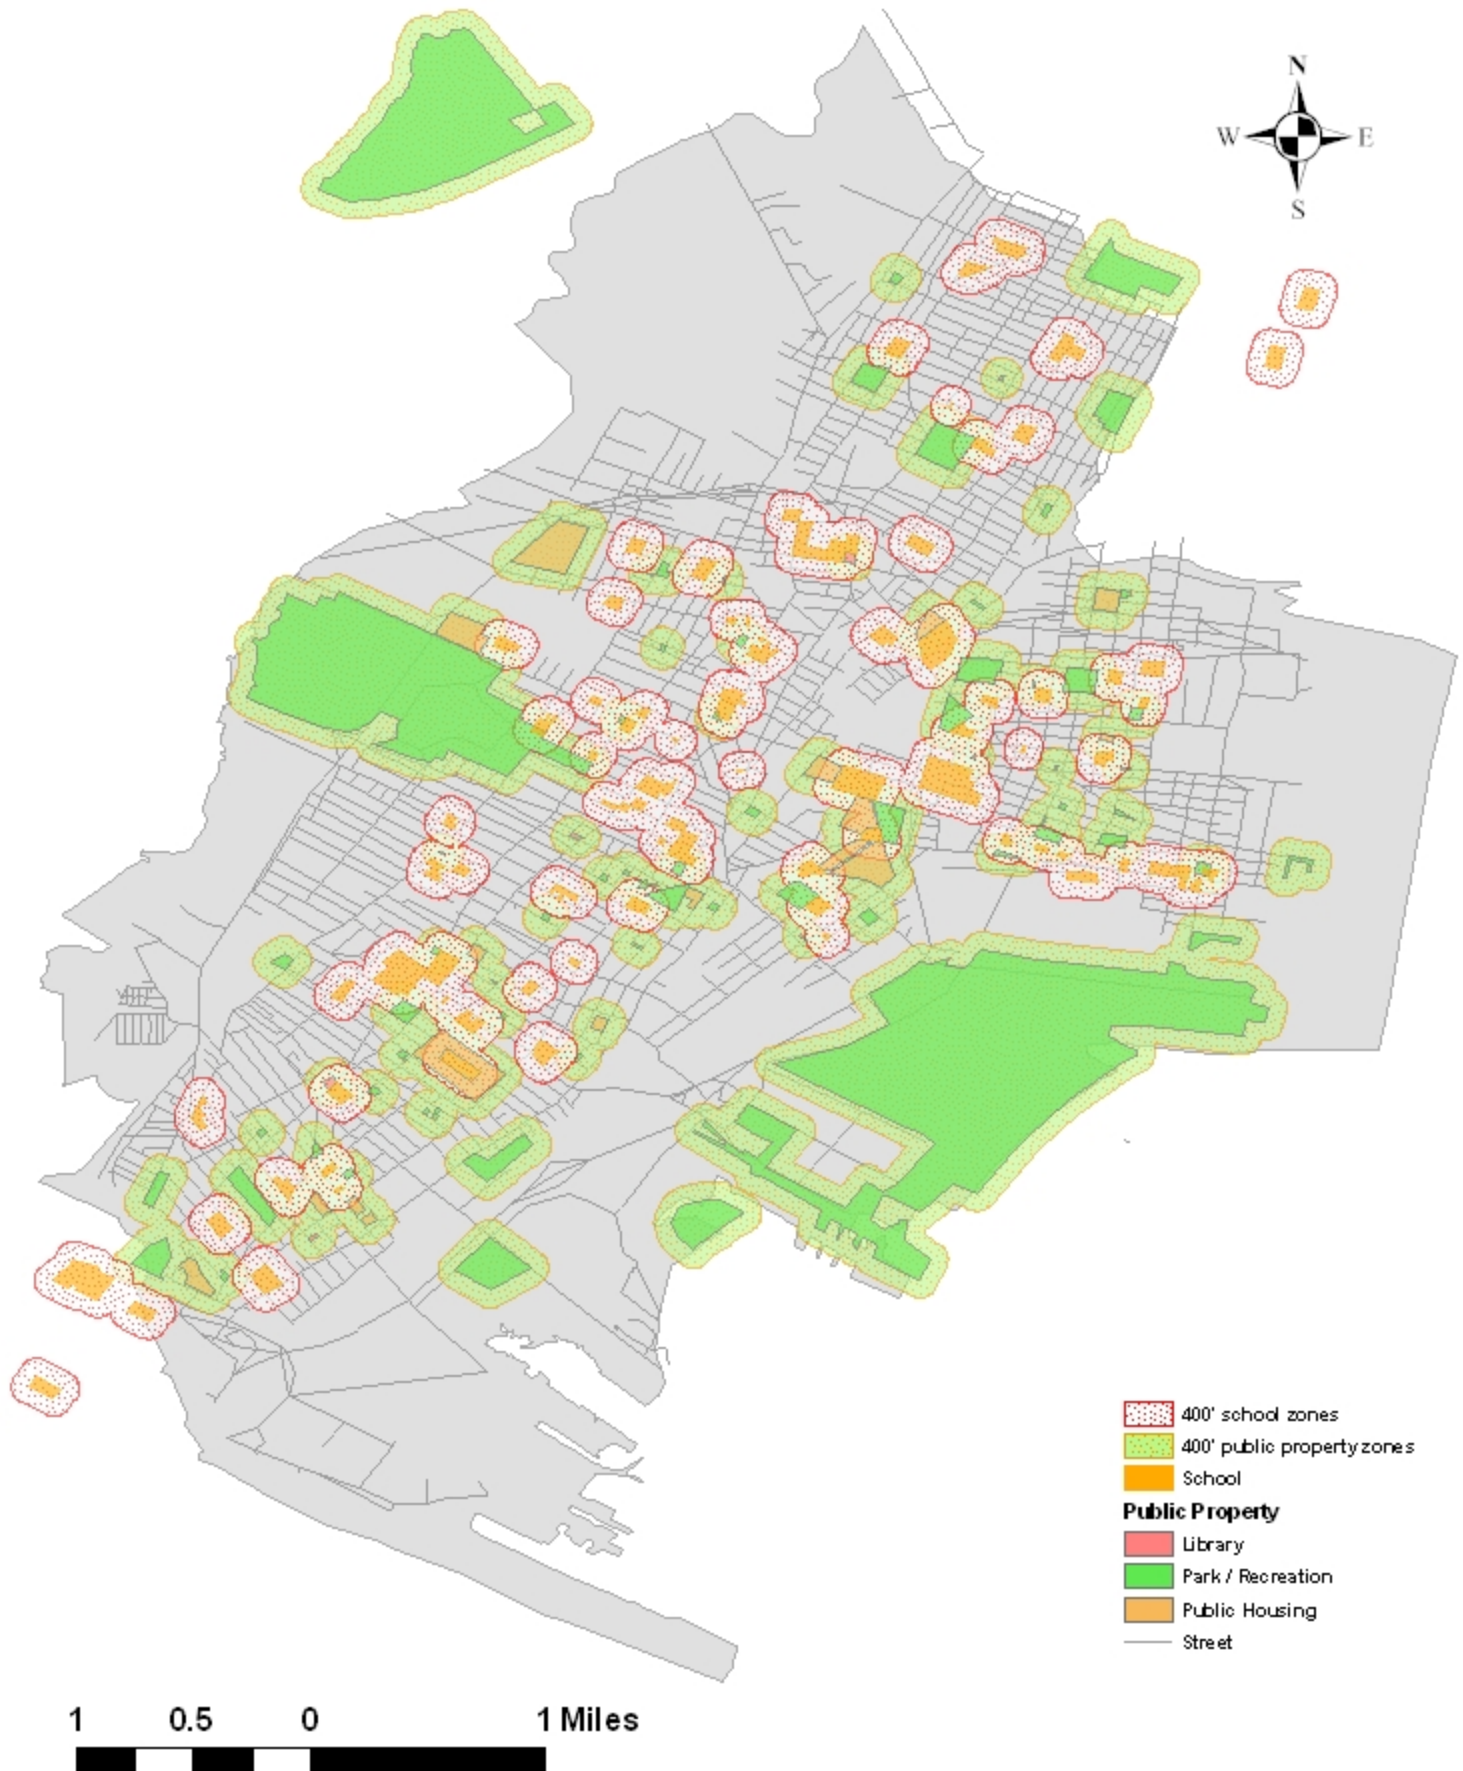 N
W E
S
400' school zones
400' public property zones
School
Public Property
Library
Park / Recreation
Public Housing
Street
1 0.5 0 1 Miles